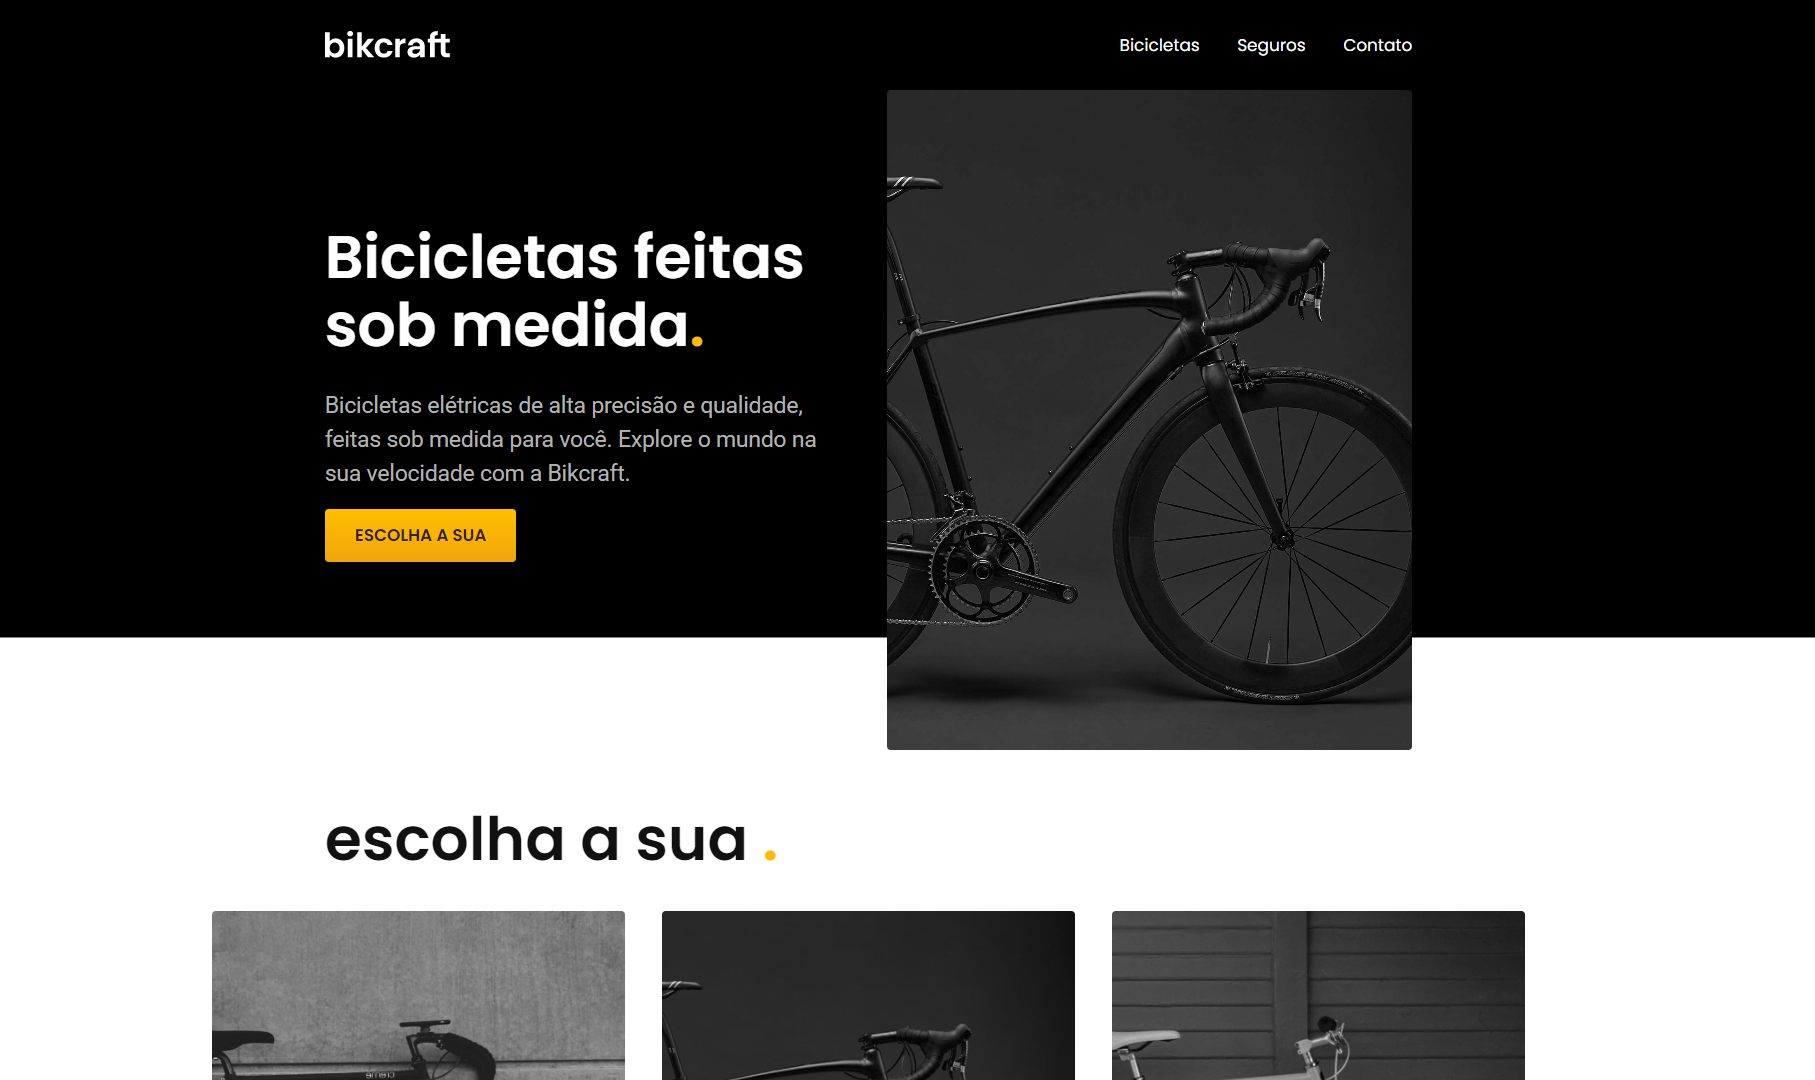 bikcraft
Bicicletas Seguros Contato
Bicicletas feitas
sob medida.
Bicicletas elétricas de alta precisão e qualidade,
feitas sob medida para você. Explore o mundo na
sua velocidade com a Bikcraft.
ESCOLHA A SUA
escolha a sua .